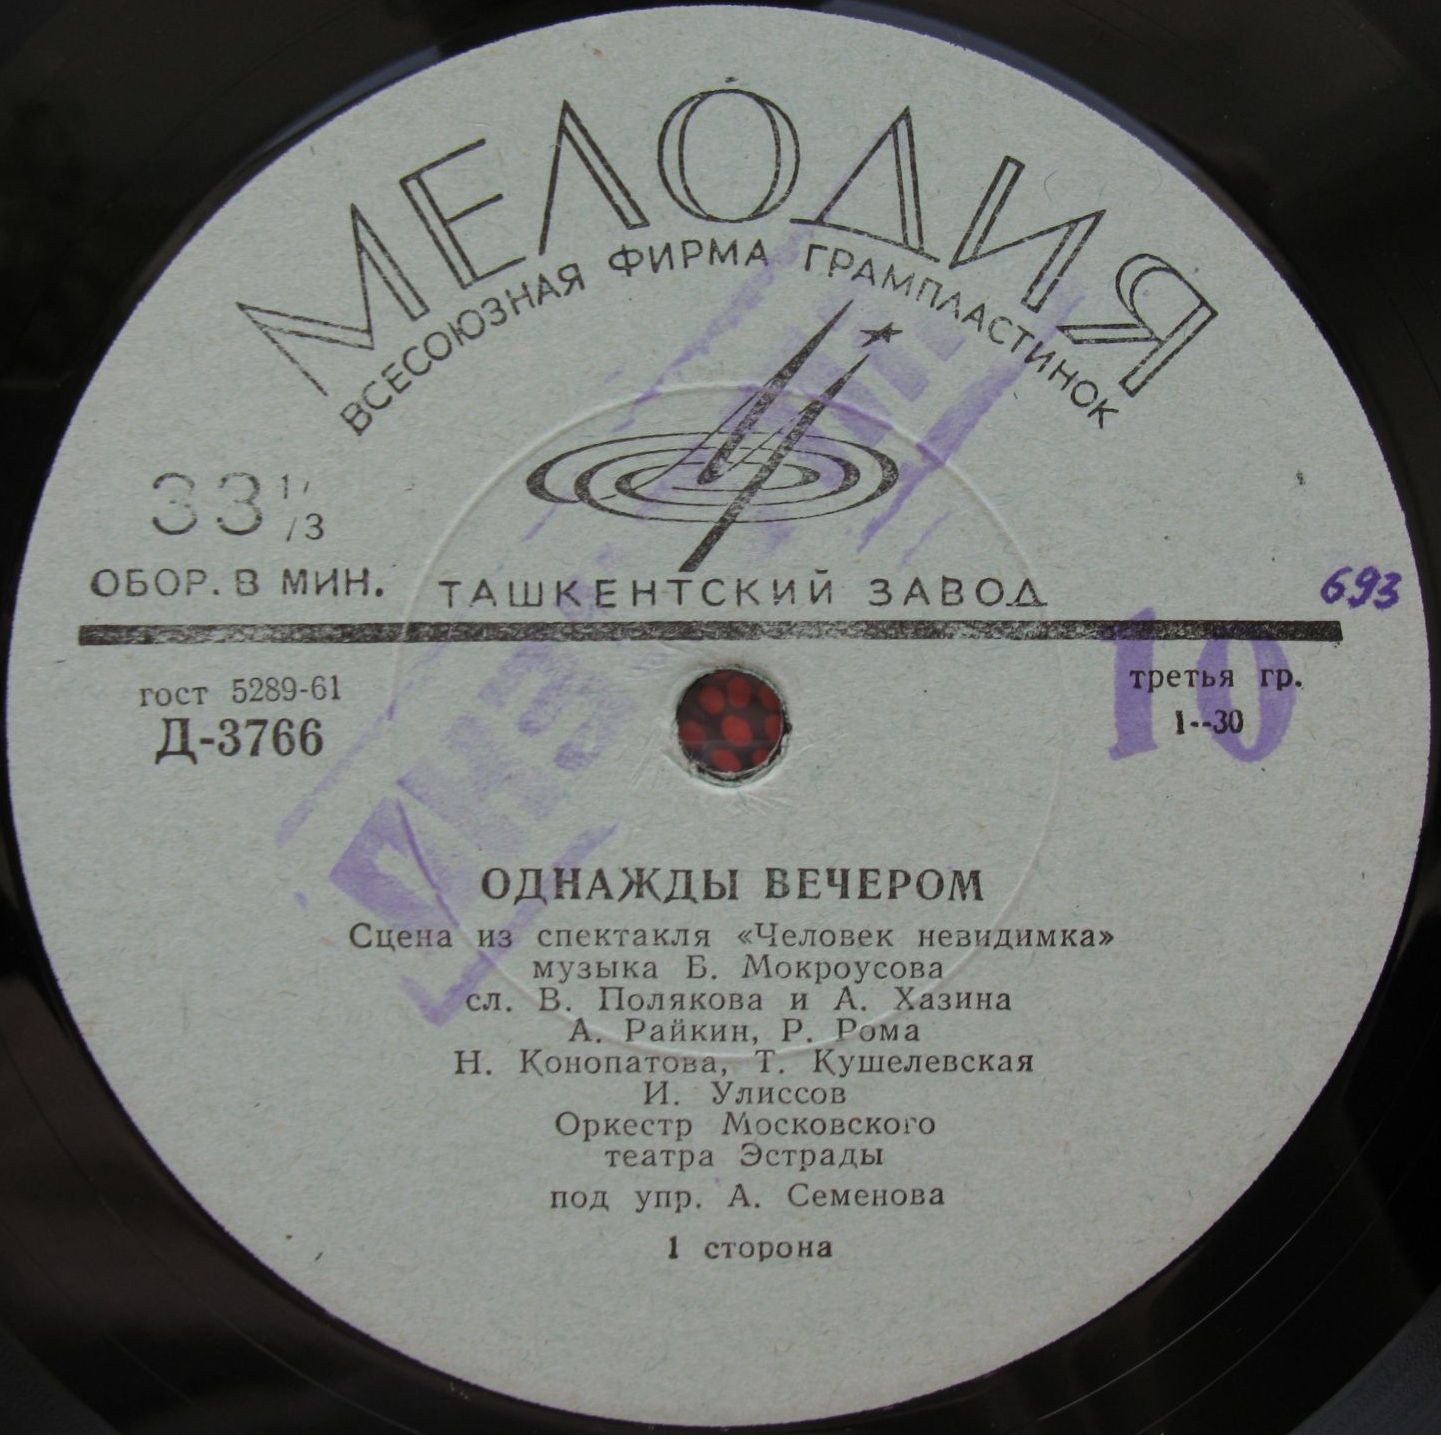 МЕЛОДИЯ
ВСЕСОЮЗНАЯ ФИРМА ГРАМПЛАСТИНОК
33 1/3
ОБОР. В МИН.
ТАШКЕНТСКИЙ ЗАВОД
693
гост 5289-61
Д-3766
10
третья гр.
1--30
ОДНАЖДЫ ВЕЧЕРОМ
Сцена из спектакля «Человек невидимка»
музыка Б. Мокроусова
сл. В. Полякова и А. Хазина
А. Райкин, Р. Рома
Н. Конопатова, Т. Кушелевская
И. Улиссов
Оркестр Московского
театра Эстрады
под упр. А. Семенова
1 сторона